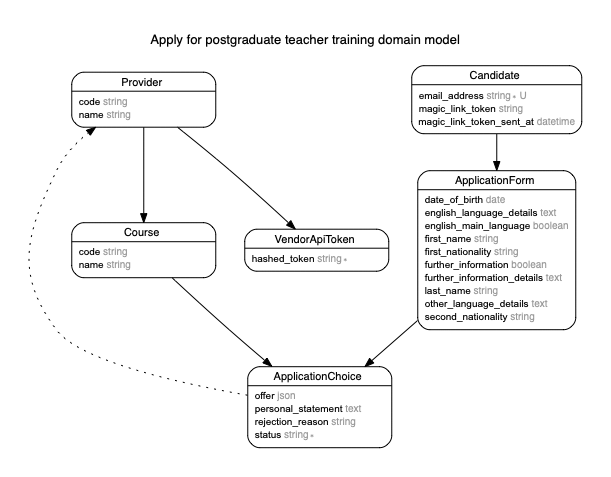 Apply for postgraduate teacher training domain model
Provider
code string
name string
Candidate
email_address string ∗ U
magic_link_token string
magic_link_token_sent_at datetime
ApplicationForm
date_of_birth date
english_language_details text
english_main_language boolean
first_name string
first_nationality string
further_information boolean
further_information_details text
last_name string
other_language_details text
second_nationality string
Course
code string
name string
VendorApiToken
hashed_token string ∗
ApplicationChoice
offer json
personal_statement text
rejection_reason string
status string ∗